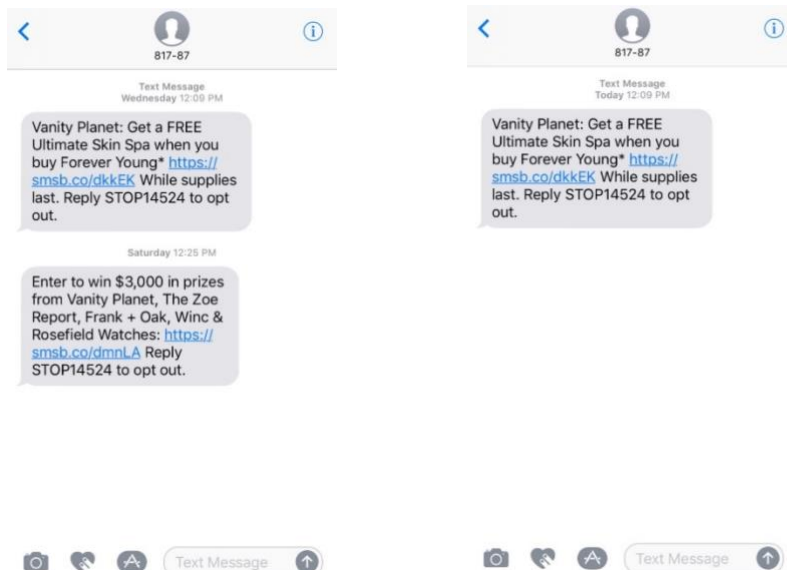 817-87
Text Message
Wednesday 12:09 PM
Vanity Planet: Get a FREE
Ultimate Skin Spa when you
buy Forever Young* https://
smsb.co/dkkEK While supplies
last. Reply STOP14524 to opt
out.
Saturday 12:25 PM
Enter to win $3,000 in prizes
from Vanity Planet, The Zoe
Report, Frank + Oak, Winc &
Rosefield Watches: https://
smsb.co/dmnLA Reply
STOP14524 to opt out.
Text Message
817-87
Text Message
Today 12:09 PM
Vanity Planet: Get a FREE
Ultimate Skin Spa when you
buy Forever Young* https://
smsb.co/dkkEK While supplies
last. Reply STOP14524 to opt
out.
Text Message